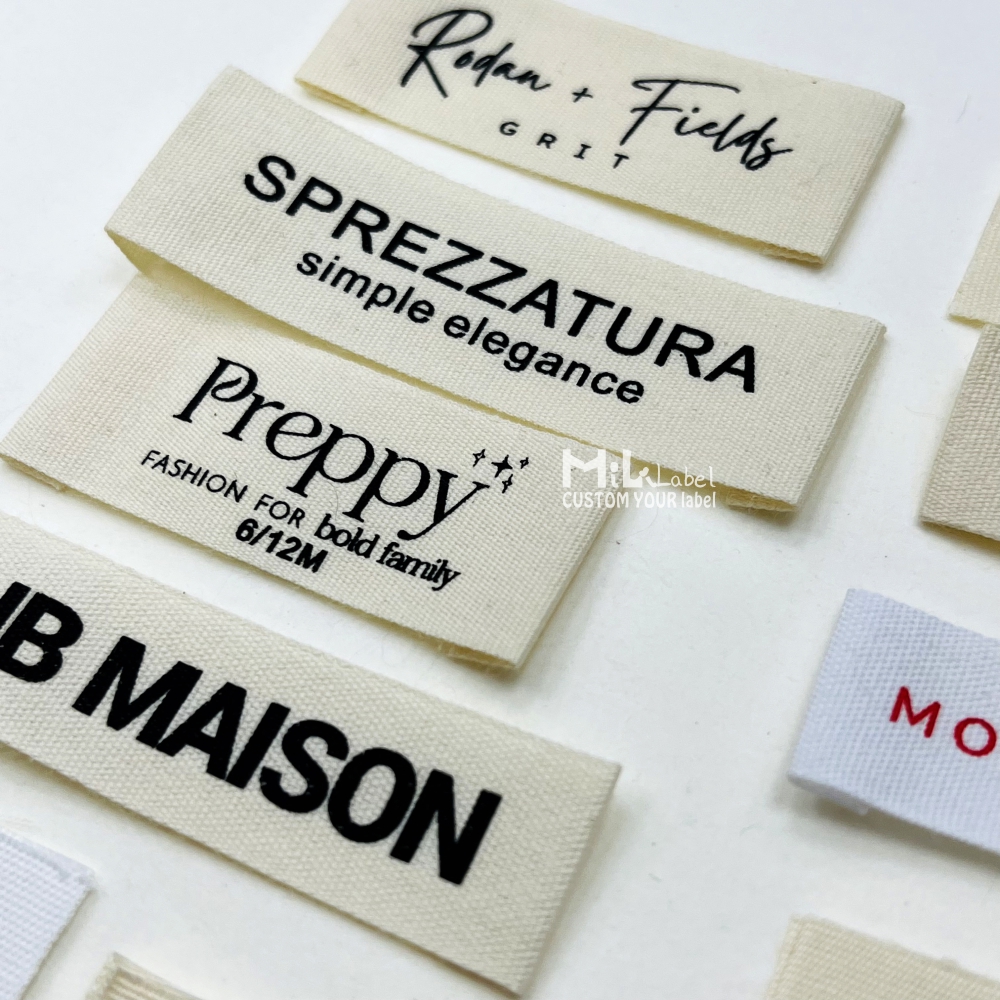 Rodan + Fields
GRIT
SPREZZATURA
simple elegance
Preppy
FASHION FOR bold family
6/12M
MiLk Label
CUSTOM YOUR label
MAISON
MO